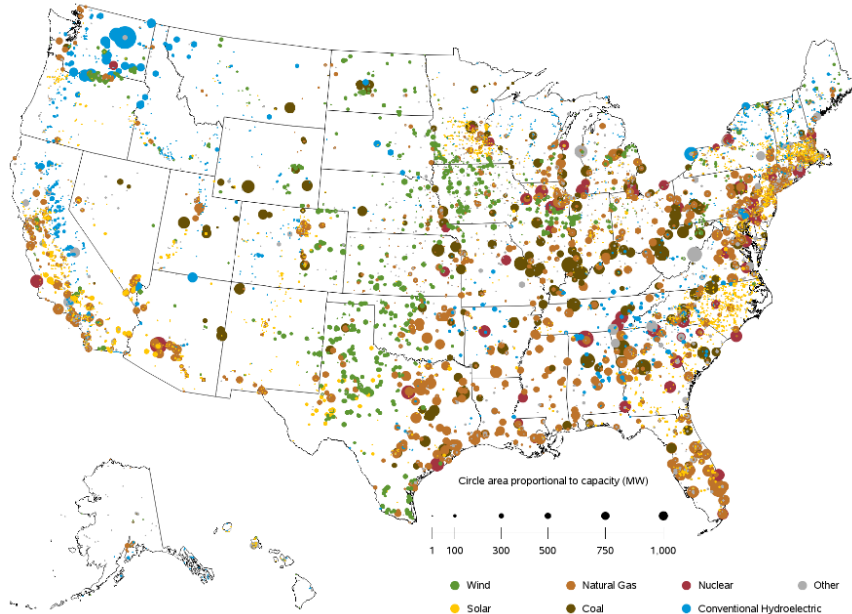 Circle area proportional to capacity (MW)
1 100 300 500 750 1,000
Wind Natural Gas Nuclear Other
Solar Coal Conventional Hydroelectric